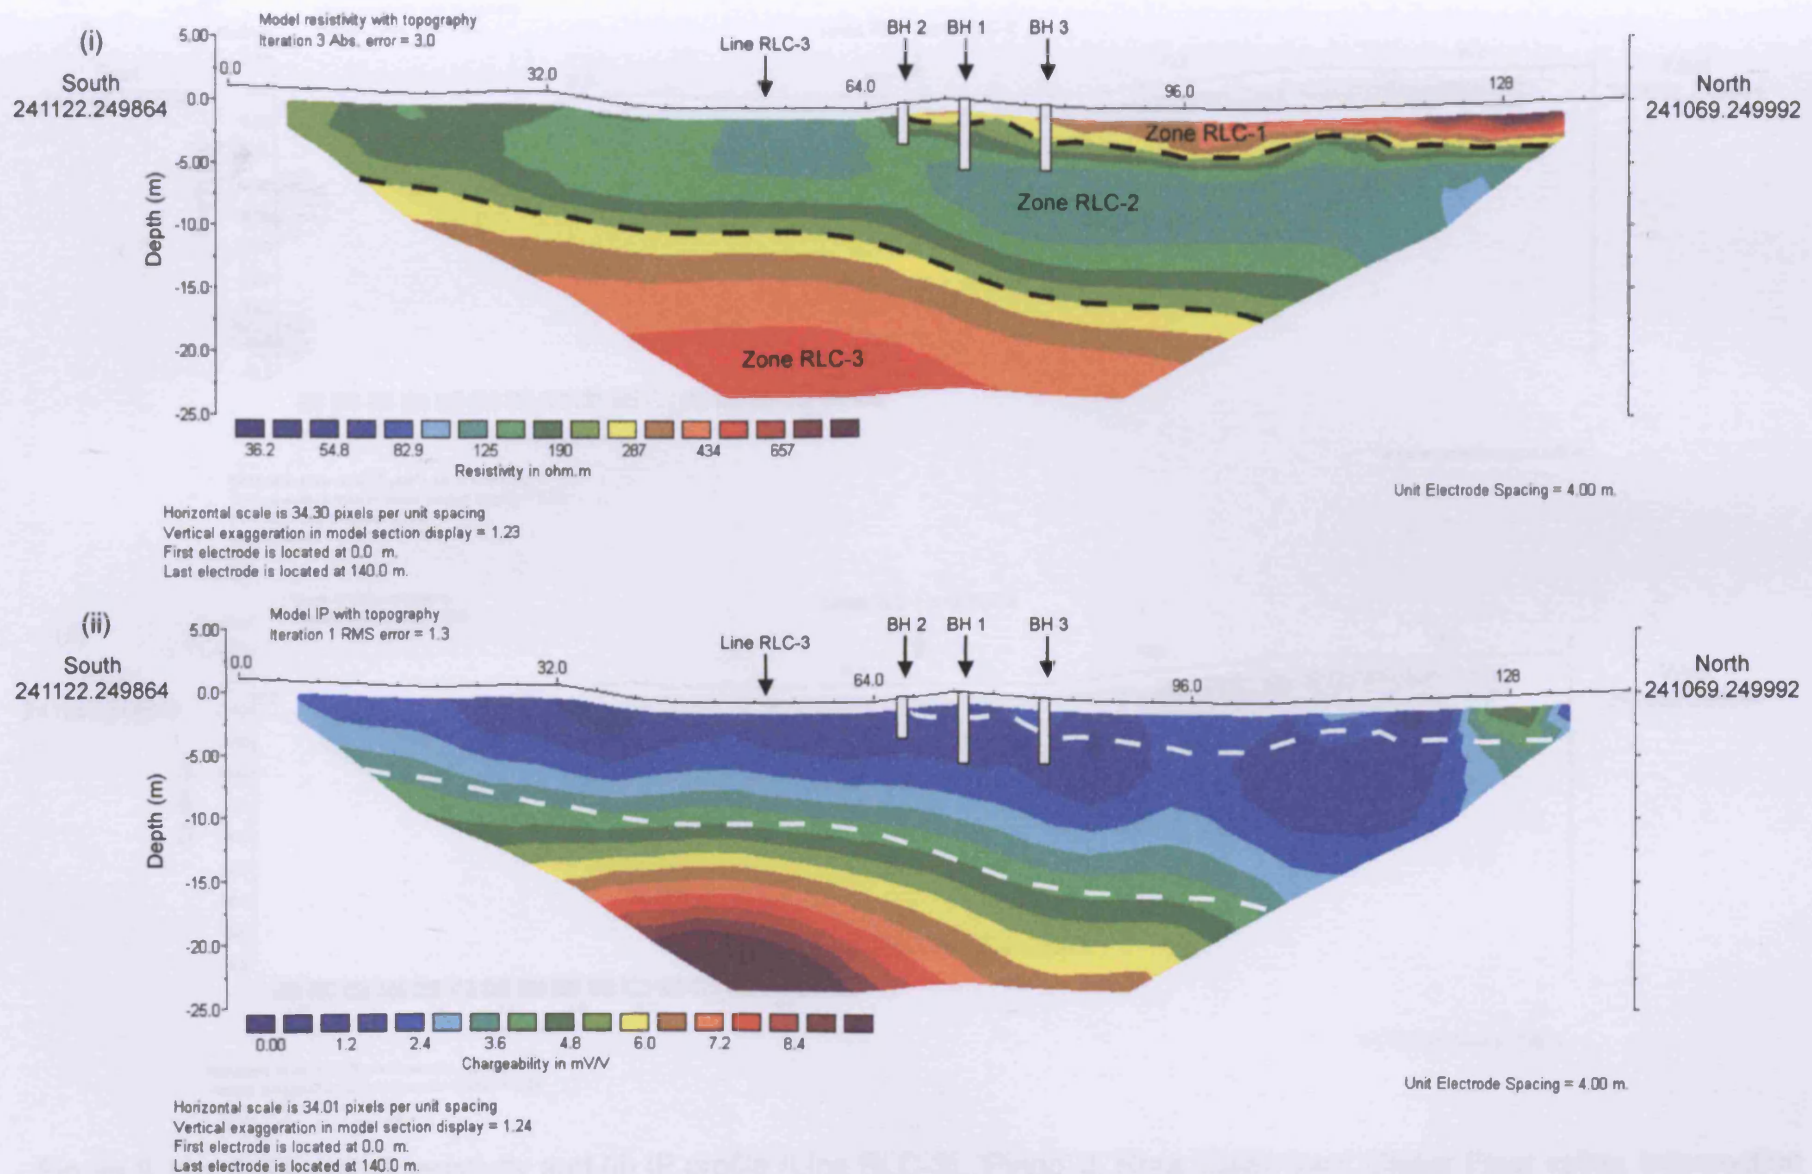 (i)
Model resistivity with topography
Iteration 3 Abs. error = 3.0
South
241122.249864
North
241069.249992
Line RLC-3
BH 2
BH 1
BH 3
0.0
32.0
64.0
96.0
128
5.00
0.0
-5.00
-10.0
-15.0
-20.0
-25.0
Depth (m)
Zone RLC-1
Zone RLC-2
Zone RLC-3
36.2 54.8 82.9 125 190 287 434 657
Resistivity in ohm.m
Unit Electrode Spacing = 4.00 m.
Horizontal scale is 34.30 pixels per unit spacing
Vertical exaggeration in model section display = 1.23
First electrode is located at 0.0 m.
Last electrode is located at 140.0 m.
(ii)
Model IP with topography
Iteration 1 RMS error = 1.3
South
241122.249864
North
241069.249992
Line RLC-3
BH 2
BH 1
BH 3
0.0
32.0
64.0
96.0
128
5.00
0.0
-5.00
-10.0
-15.0
-20.0
-25.0
Depth (m)
0.00 1.2 2.4 3.6 4.8 6.0 7.2 8.4
Chargeability in mV/V
Unit Electrode Spacing = 4.00 m.
Horizontal scale is 34.01 pixels per unit spacing
Vertical exaggeration in model section display = 1.24
First electrode is located at 0.0 m.
Last electrode is located at 140.0 m.